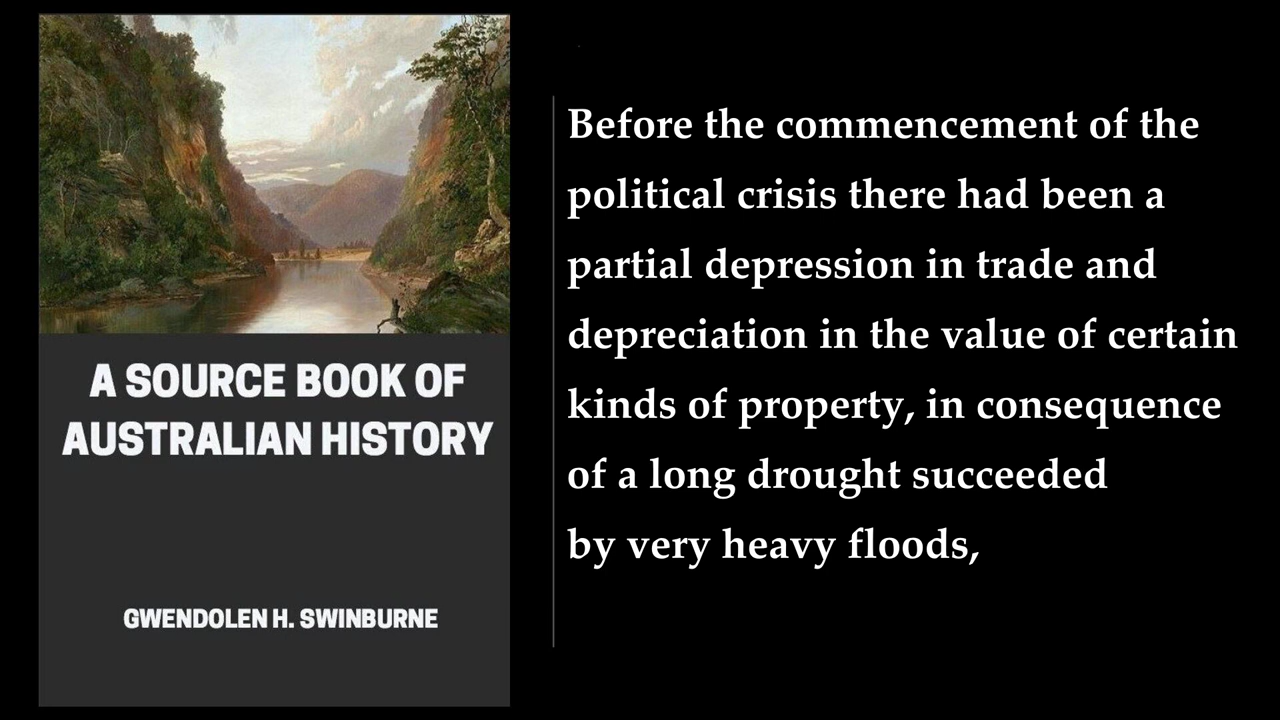 A SOURCE BOOK OF
AUSTRALIAN HISTORY
GWENDOLEN H. SWINBURNE
Before the commencement of the
political crisis there had been a
partial depression in trade and
depreciation in the value of certain
kinds of property, in consequence
of a long drought succeeded
by very heavy floods,